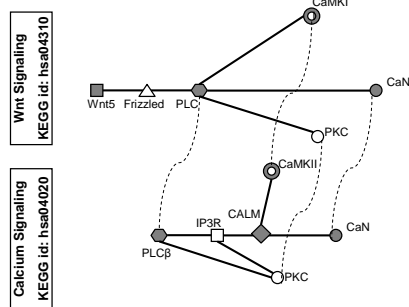 CaMKI
Wnt Signaling
KEGG id: hsa04310
Wnt5
Frizzled
PLC
CaN
PKC
CaMKII
Calcium Signaling
KEGG id: hsa04020
CALM
IP3R
CaN
PLCβ
PKC